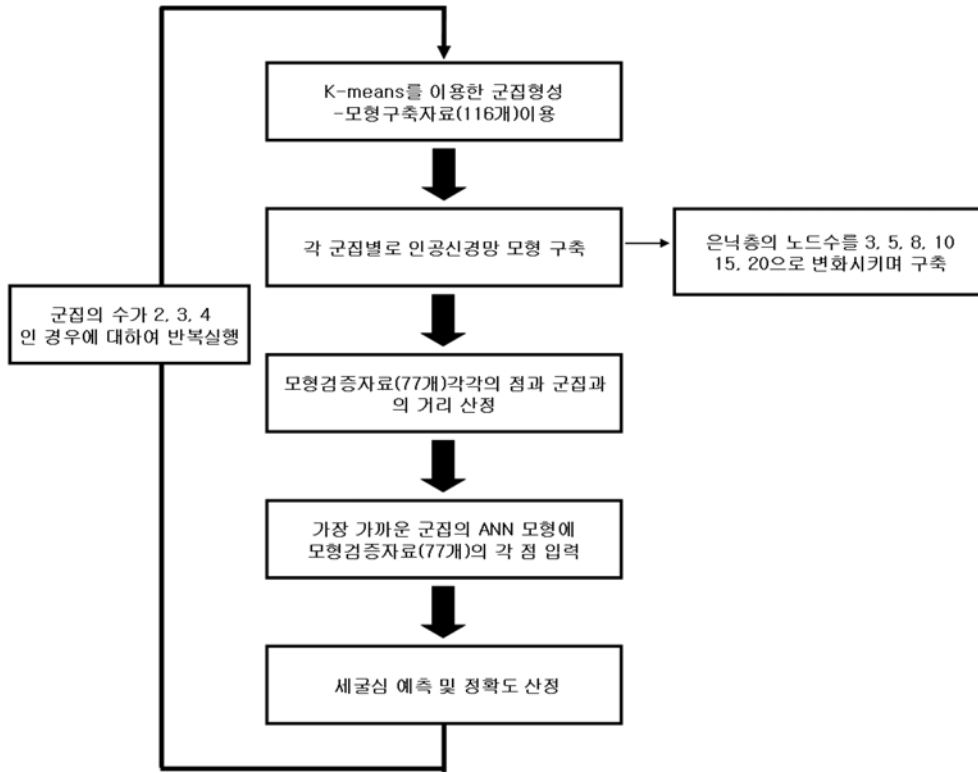 K-means를 이용한 군집형성
-모형구축자료(116개)이용
각 군집별로 인공신경망 모형 구축
은닉층의 노드수를 3, 5, 8, 10
15, 20으로 변화시키며 구축
군집의 수가 2, 3, 4
인 경우에 대하여 반복실행
모형검증자료(77개)각각의 점과 군집과
의 거리 산정
가장 가까운 군집의 ANN 모형에
모형검증자료(77개)의 각 점 입력
세굴심 예측 및 정확도 산정